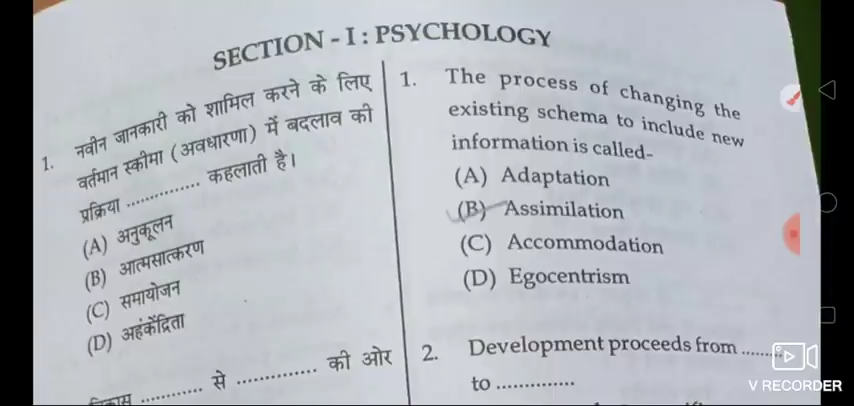 SECTION - I : PSYCHOLOGY
1. नवीन जानकारी को शामिल करने के लिए
वर्तमान स्कीमा (अवधारणा) में बदलाव की
प्रक्रिया .............. कहलाती है।
(A) अनुकूलन
(B) आत्मसात्करण
(C) समायोजन
(D) अहंकेंद्रिता
से .............. की ओर
1. The process of changing the
existing schema to include new
information is called-
(A) Adaptation
(B) Assimilation
(C) Accommodation
(D) Egocentrism
2. Development proceeds from ........
to ..............
V RECORDER